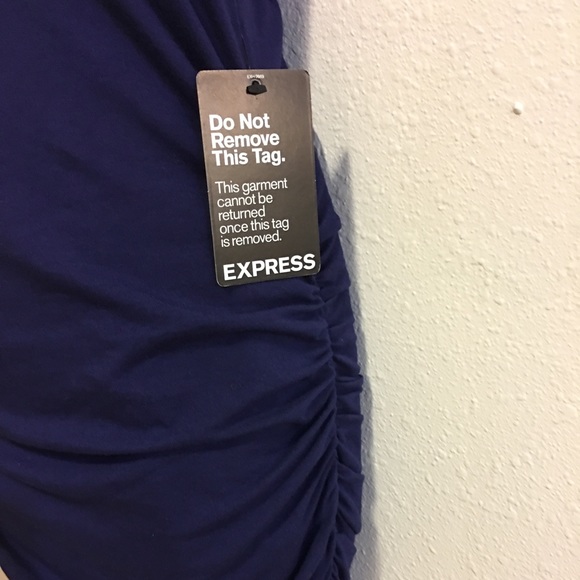 Do Not
Remove
This Tag.
This garment
cannot be
returned
once this tag
is removed.
EXPRESS